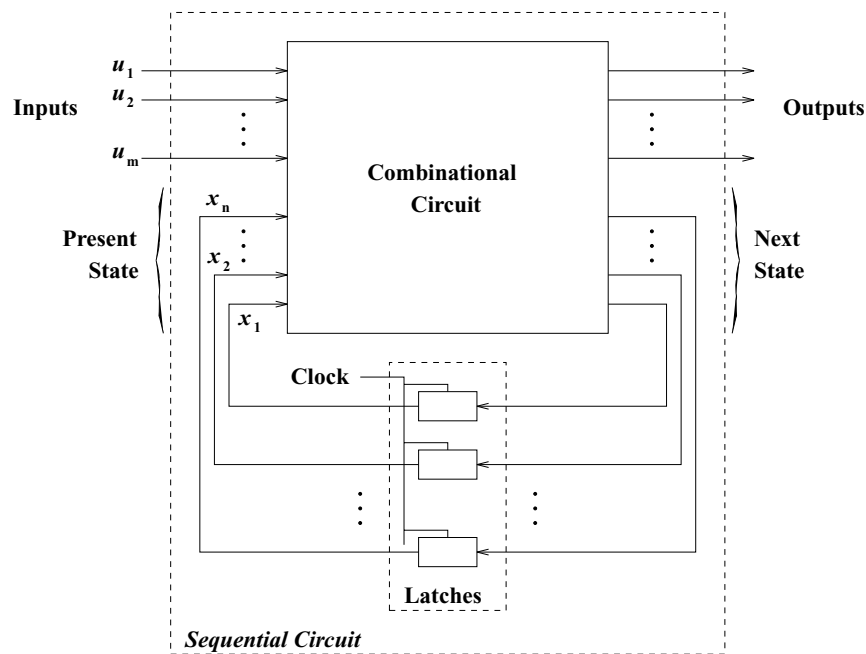 u1
Inputs
u2
Outputs
um
Combinational
Circuit
xn
Present
State
x2
Next
State
x1
Clock
Latches
Sequential Circuit